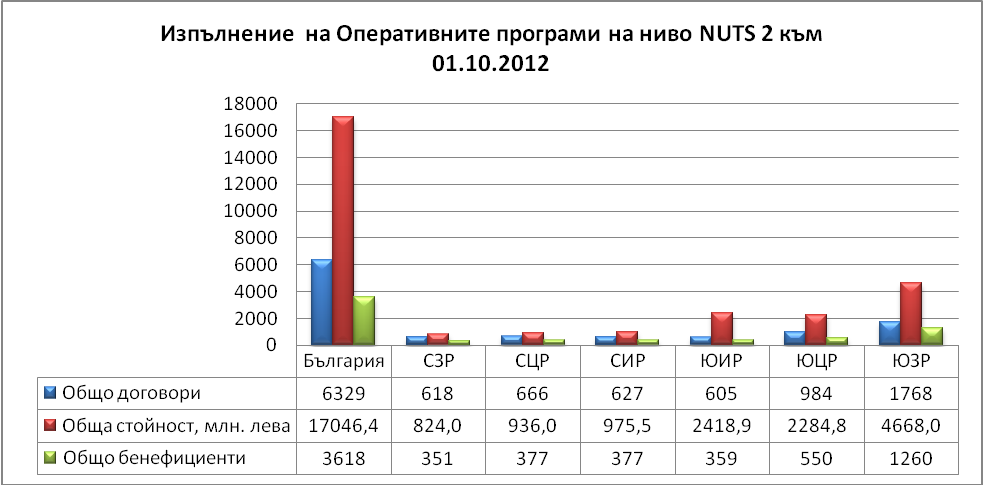 Изпълнение на Оперативните програми на ниво NUTS 2 към
01.10.2012
18000
16000
14000
12000
10000
8000
6000
4000
2000
0
България СЗР СЦР СИР ЮИР ЮЦР ЮЗР
Общо договори 6329 618 666 627 605 984 1768
Обща стойност, млн. лева 17046,4 824,0 936,0 975,5 2418,9 2284,8 4668,0
Общо бенефициенти 3618 351 377 377 359 550 1260